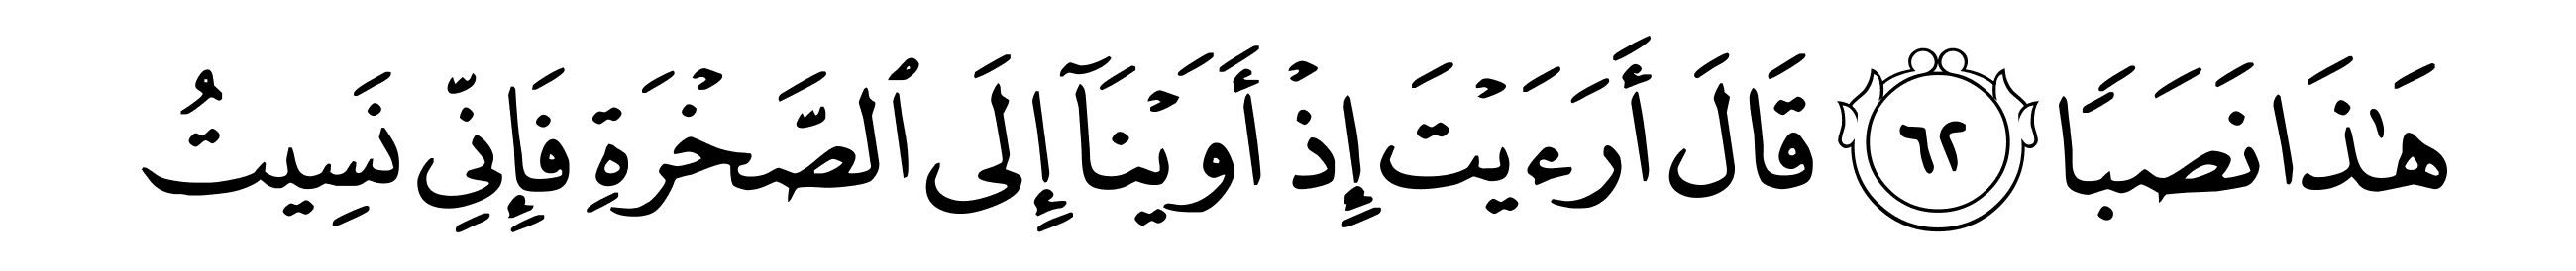 هَٰذَا نَصَبًا ٦٢ قَالَ أَرَءَيْتَ إِذْ أَوَيْنَآ إِلَى ٱلصَّخْرَةِ فَإِنِّي نَسِيتُ